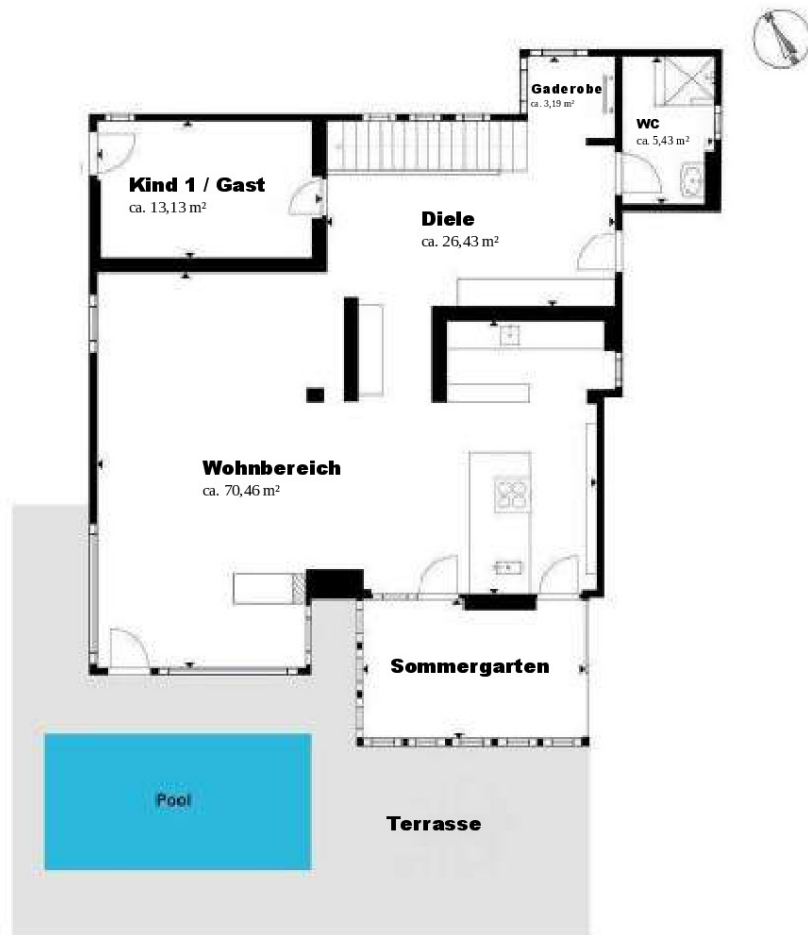 Gaderobe
ca. 3,19 m²
WC
ca. 5,43 m²
Kind 1 / Gast
ca. 13,13 m²
Diele
ca. 26,43 m²
Wohnbereich
ca. 70,46 m²
Sommergarten
Pool
Terrasse